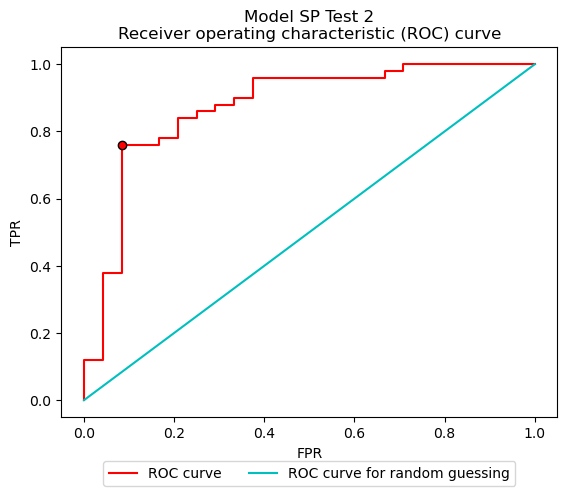 Model SP Test 2
Receiver operating characteristic (ROC) curve
1.0
0.8
0.6
0.4
0.2
0.0
TPR
0.0 0.2 0.4 0.6 0.8 1.0
FPR
ROC curve ROC curve for random guessing